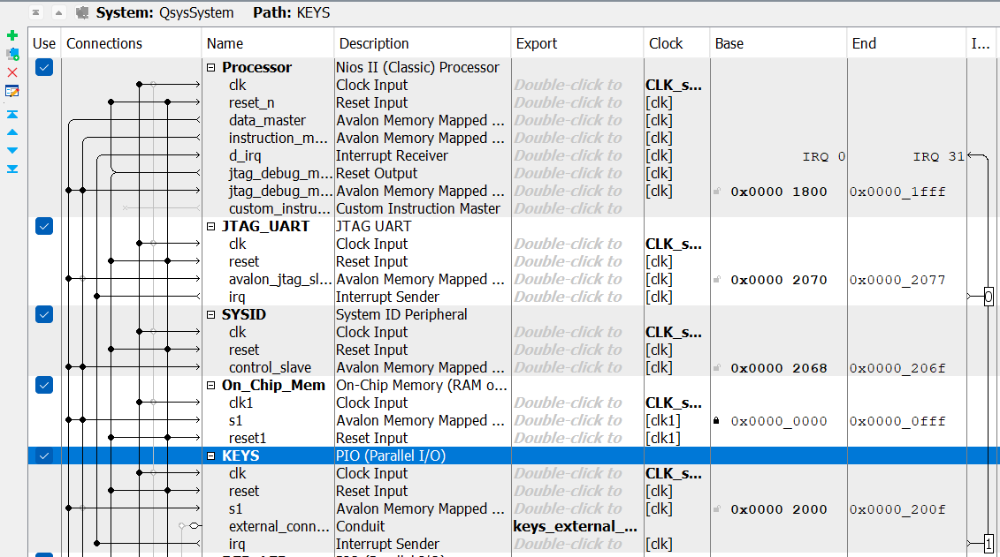 System: QsysSystem Path: KEYS
Use Connections Name Description Export Clock Base End I...
Processor Nios II (Classic) Processor
clk Clock Input Double-click to CLK_s...
reset_n Reset Input Double-click to [clk]
data_master Avalon Memory Mapped ... Double-click to [clk]
instruction_m... Avalon Memory Mapped ... Double-click to [clk]
d_irq Interrupt Receiver Double-click to [clk] IRQ 0 IRQ 31
jtag_debug_m... Reset Output Double-click to [clk]
jtag_debug_m... Avalon Memory Mapped ... Double-click to [clk] 0x0000 1800 0x0000_1fff
custom_instru... Custom Instruction Master Double-click to
JTAG_UART JTAG UART
clk Clock Input Double-click to CLK_s...
reset Reset Input Double-click to [clk]
avalon_jtag_sl... Avalon Memory Mapped ... Double-click to [clk] 0x0000 2070 0x0000_2077
irq Interrupt Sender Double-click to [clk] 0
SYSID System ID Peripheral
clk Clock Input Double-click to CLK_s...
reset Reset Input Double-click to [clk]
control_slave Avalon Memory Mapped ... Double-click to [clk] 0x0000 2068 0x0000_206f
On_Chip_Mem On-Chip Memory (RAM o...
clk1 Clock Input Double-click to CLK_s...
s1 Avalon Memory Mapped ... Double-click to [clk1] 0x0000_0000 0x0000_0fff
reset1 Reset Input Double-click to [clk1]
KEYS PIO (Parallel I/O)
clk Clock Input Double-click to CLK_s...
reset Reset Input Double-click to [clk]
s1 Avalon Memory Mapped ... Double-click to [clk] 0x0000 2000 0x0000_200f
external_conn... Conduit keys_external_...
irq Interrupt Sender Double-click to [clk] 1